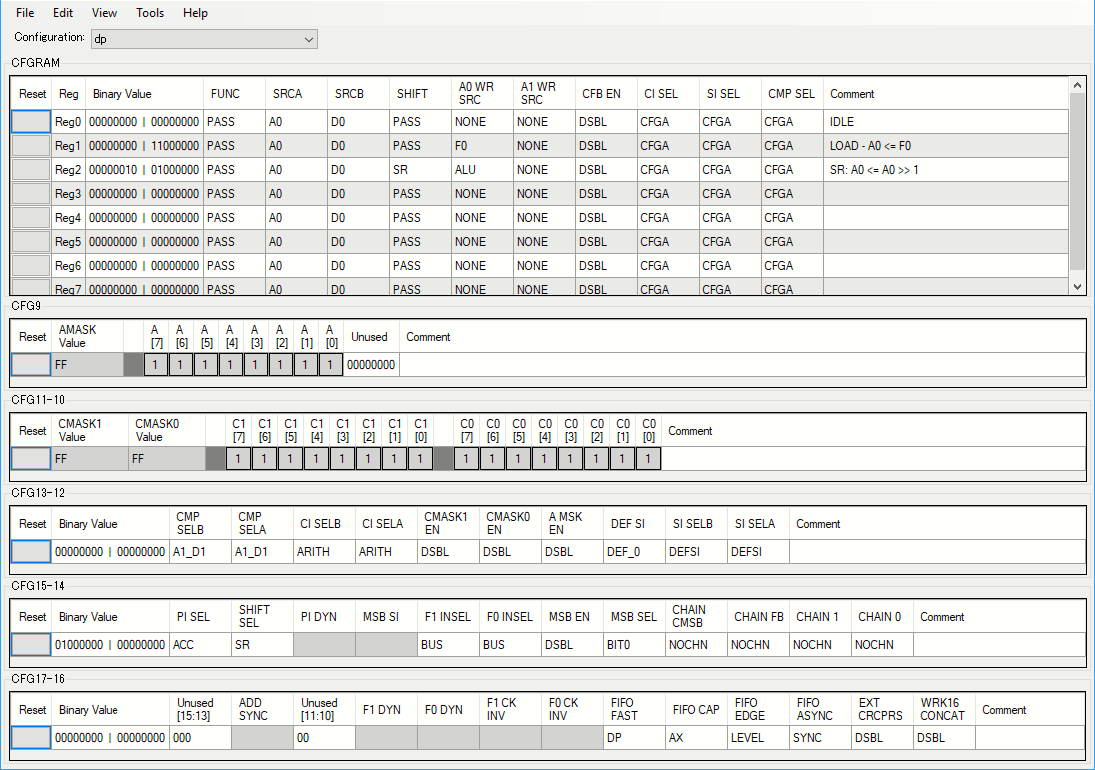 File Edit View Tools Help
Configuration: dp
CFGRAM
Reset Reg Binary Value FUNC SRCA SRCB SHIFT A0 WR SRC A1 WR SRC CFB EN CI SEL SI SEL CMP SEL Comment
Reg0 00000000 | 00000000 PASS A0 D0 PASS NONE NONE DSBL CFGA CFGA CFGA IDLE
Reg1 00000000 | 11000000 PASS A0 D0 PASS F0 NONE DSBL CFGA CFGA CFGA LOAD - A0 <= F0
Reg2 00000010 | 01000000 PASS A0 D0 SR ALU NONE DSBL CFGA CFGA CFGA SR: A0 <= A0 >> 1
Reg3 00000000 | 00000000 PASS A0 D0 PASS NONE NONE DSBL CFGA CFGA CFGA
Reg4 00000000 | 00000000 PASS A0 D0 PASS NONE NONE DSBL CFGA CFGA CFGA
Reg5 00000000 | 00000000 PASS A0 D0 PASS NONE NONE DSBL CFGA CFGA CFGA
Reg6 00000000 | 00000000 PASS A0 D0 PASS NONE NONE DSBL CFGA CFGA CFGA
Reg7 00000000 | 00000000 PASS A0 D0 PASS NONE NONE DSBL CFGA CFGA CFGA
CFG9
Reset AMASK Value A [7] A [6] A [5] A [4] A [3] A [2] A [1] A [0] Unused Comment
FF 1 1 1 1 1 1 1 1 00000000
CFG11-10
Reset CMASK1 Value CMASK0 Value C1 [7] C1 [6] C1 [5] C1 [4] C1 [3] C1 [2] C1 [1] C1 [0] C0 [7] C0 [6] C0 [5] C0 [4] C0 [3] C0 [2] C0 [1] C0 [0] Comment
FF FF 1 1 1 1 1 1 1 1 1 1 1 1 1 1 1 1
CFG13-12
Reset Binary Value CMP SELB CMP SELA CI SELB CI SELA CMASK1 EN CMASK0 EN A MSK EN DEF SI SI SELB SI SELA Comment
00000000 | 00000000 A1_D1 A1_D1 ARITH ARITH DSBL DSBL DSBL DEF_0 DEFSI DEFSI
CFG15-14
Reset Binary Value PI SEL SHIFT SEL PI DYN MSB SI F1 INSEL F0 INSEL MSB EN MSB SEL CHAIN CMSB CHAIN FB CHAIN 1 CHAIN 0 Comment
01000000 | 00000000 ACC SR BUS BUS DSBL BIT0 NOCHN NOCHN NOCHN NOCHN
CFG17-16
Reset Binary Value Unused [15:13] ADD SYNC Unused [11:10] F1 DYN F0 DYN F1 CK INV F0 CK INV FIFO FAST FIFO CAP FIFO EDGE FIFO ASYNC EXT CRCPRS WRK16 CONCAT Comment
00000000 | 00000000 000 00 DP AX LEVEL SYNC DSBL DSBL